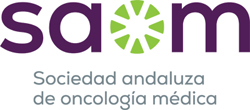 saom
Sociedad andaluza
de oncología médica